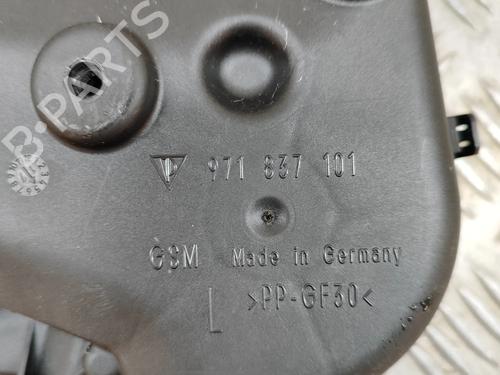 B-PARTS
971 837 101
GSM Made in Germany
L >PP-GF30<